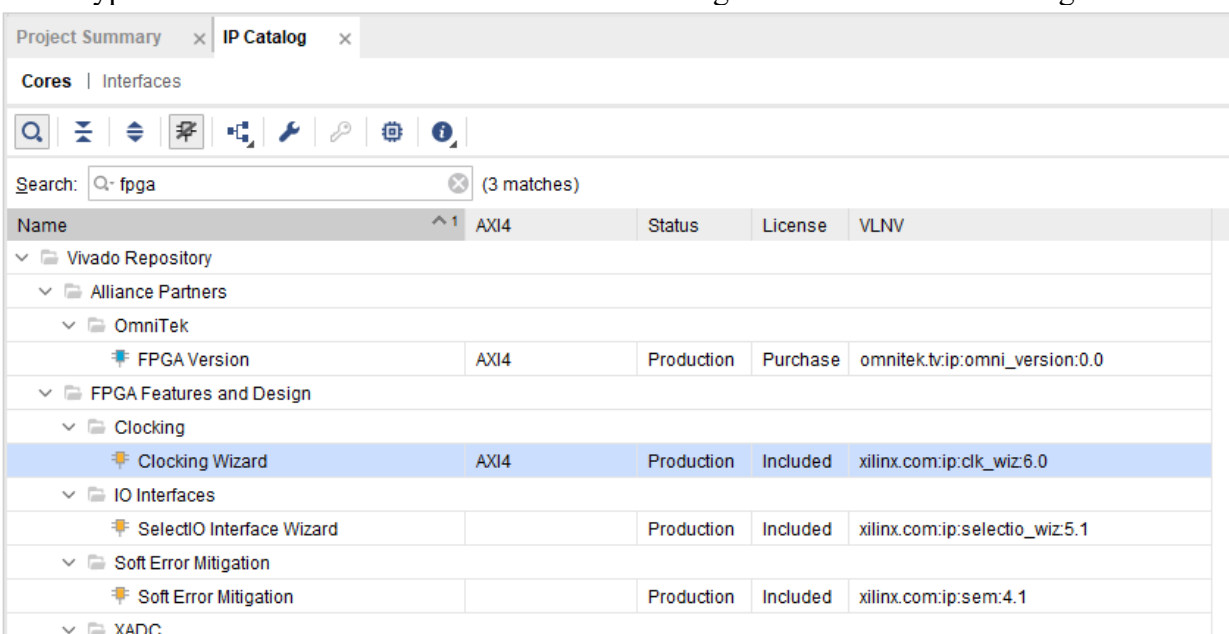 Project Summary × IP Catalog ×
Cores | Interfaces
Search: fpga (3 matches)
Name 1 AXI4 Status License VLNV
Vivado Repository
Alliance Partners
OmniTek
FPGA Version AXI4 Production Purchase omnitek.tv:ip:omni_version:0.0
FPGA Features and Design
Clocking
Clocking Wizard AXI4 Production Included xilinx.com:ip:clk_wiz:6.0
IO Interfaces
SelectIO Interface Wizard Production Included xilinx.com:ip:selectio_wiz:5.1
Soft Error Mitigation
Soft Error Mitigation Production Included xilinx.com:ip:sem:4.1
XADC